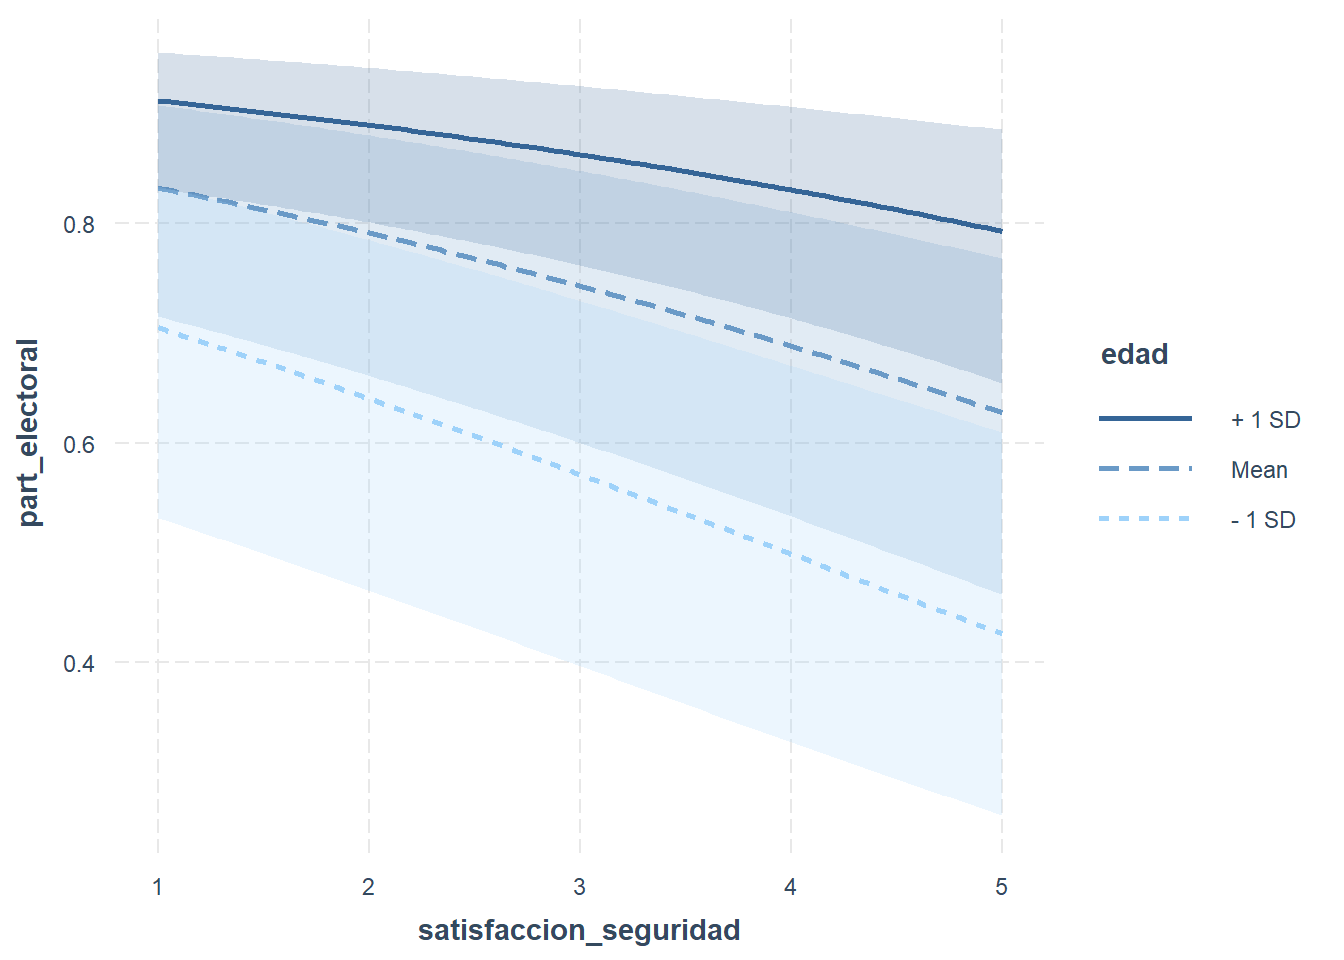 part_electoral
0.8
0.6
0.4
1 2 3 4 5
satisfaccion_seguridad
edad
+ 1 SD
Mean
- 1 SD